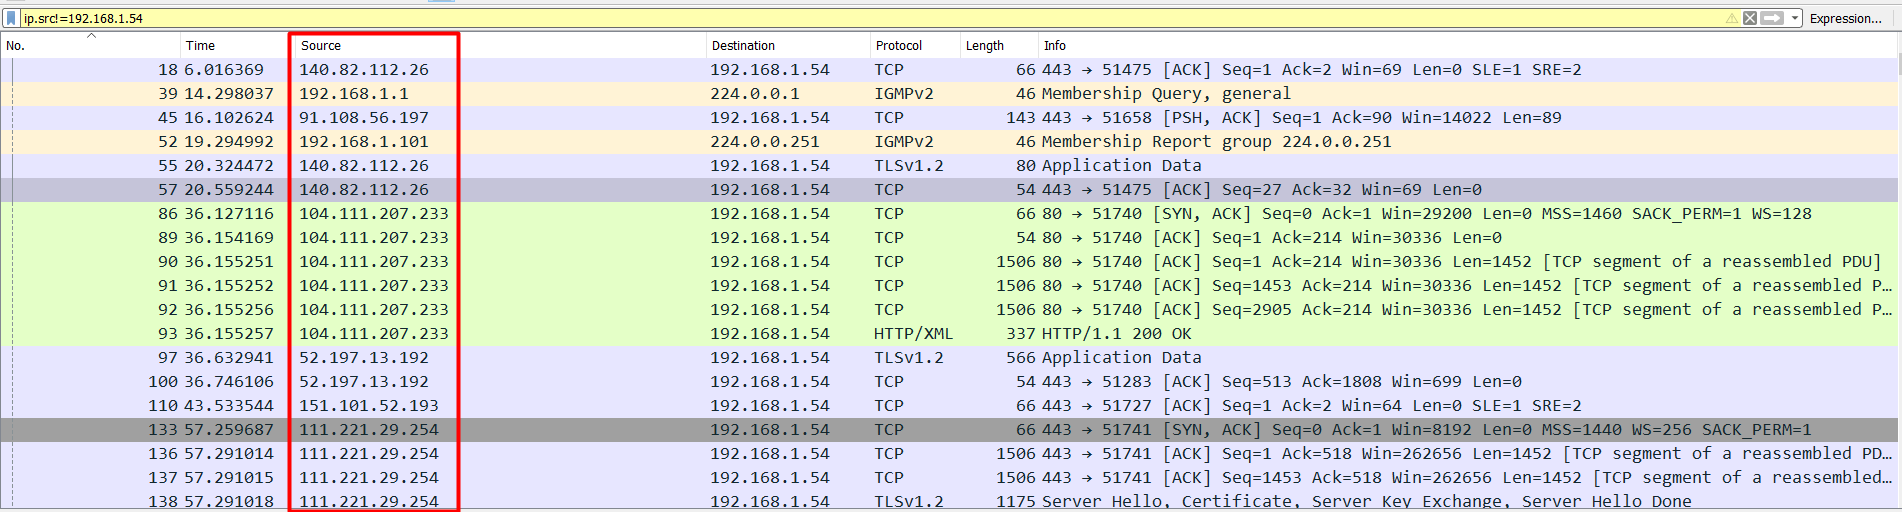 ip.src!=192.168.1.54 Expression...
No. Time Source Destination Protocol Length Info
18 6.016369 140.82.112.26 192.168.1.54 TCP 66 443 → 51475 [ACK] Seq=1 Ack=2 Win=69 Len=0 SLE=1 SRE=2
39 14.298037 192.168.1.1 224.0.0.1 IGMPv2 46 Membership Query, general
45 16.102624 91.108.56.197 192.168.1.54 TCP 143 443 → 51658 [PSH, ACK] Seq=1 Ack=90 Win=14022 Len=89
52 19.294992 192.168.1.101 224.0.0.251 IGMPv2 46 Membership Report group 224.0.0.251
55 20.324472 140.82.112.26 192.168.1.54 TLSv1.2 80 Application Data
57 20.559244 140.82.112.26 192.168.1.54 TCP 54 443 → 51475 [ACK] Seq=27 Ack=32 Win=69 Len=0
86 36.127116 104.111.207.233 192.168.1.54 TCP 66 80 → 51740 [SYN, ACK] Seq=0 Ack=1 Win=29200 Len=0 MSS=1460 SACK_PERM=1 WS=128
89 36.154169 104.111.207.233 192.168.1.54 TCP 54 80 → 51740 [ACK] Seq=1 Ack=214 Win=30336 Len=0
90 36.155251 104.111.207.233 192.168.1.54 TCP 1506 80 → 51740 [ACK] Seq=1 Ack=214 Win=30336 Len=1452 [TCP segment of a reassembled PDU]
91 36.155252 104.111.207.233 192.168.1.54 TCP 1506 80 → 51740 [ACK] Seq=1453 Ack=214 Win=30336 Len=1452 [TCP segment of a reassembled P...
92 36.155256 104.111.207.233 192.168.1.54 TCP 1506 80 → 51740 [ACK] Seq=2905 Ack=214 Win=30336 Len=1452 [TCP segment of a reassembled P...
93 36.155257 104.111.207.233 192.168.1.54 HTTP/XML 337 HTTP/1.1 200 OK
97 36.632941 52.197.13.192 192.168.1.54 TLSv1.2 566 Application Data
100 36.746106 52.197.13.192 192.168.1.54 TCP 54 443 → 51283 [ACK] Seq=513 Ack=1808 Win=699 Len=0
110 43.533544 151.101.52.193 192.168.1.54 TCP 66 443 → 51727 [ACK] Seq=1 Ack=2 Win=64 Len=0 SLE=1 SRE=2
133 57.259687 111.221.29.254 192.168.1.54 TCP 66 443 → 51741 [SYN, ACK] Seq=0 Ack=1 Win=8192 Len=0 MSS=1440 WS=256 SACK_PERM=1
136 57.291014 111.221.29.254 192.168.1.54 TCP 1506 443 → 51741 [ACK] Seq=1 Ack=518 Win=262656 Len=1452 [TCP segment of a reassembled PD...
137 57.291015 111.221.29.254 192.168.1.54 TCP 1506 443 → 51741 [ACK] Seq=1453 Ack=518 Win=262656 Len=1452 [TCP segment of a reassembled...
138 57.291018 111.221.29.254 192.168.1.54 TLSv1.2 1175 Server Hello, Certificate, Server Key Exchange, Server Hello Done